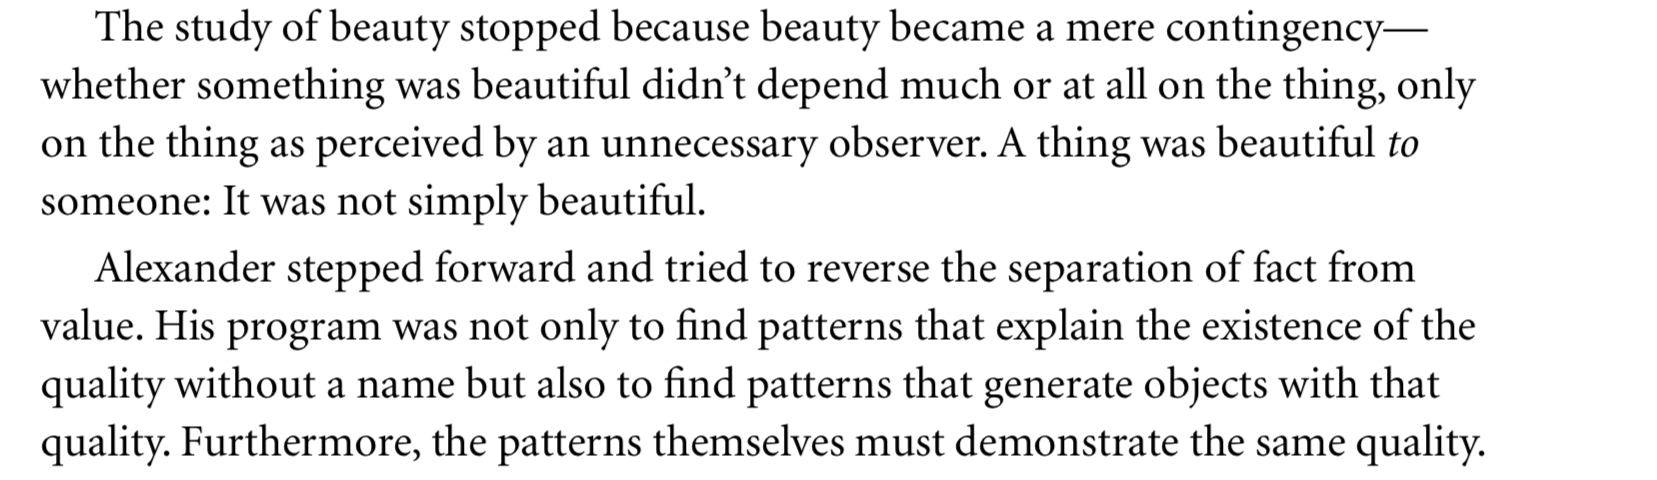 The study of beauty stopped because beauty became a mere contingency—
whether something was beautiful didn’t depend much or at all on the thing, only
on the thing as perceived by an unnecessary observer. A thing was beautiful to
someone: It was not simply beautiful.
Alexander stepped forward and tried to reverse the separation of fact from
value. His program was not only to find patterns that explain the existence of the
quality without a name but also to find patterns that generate objects with that
quality. Furthermore, the patterns themselves must demonstrate the same quality.